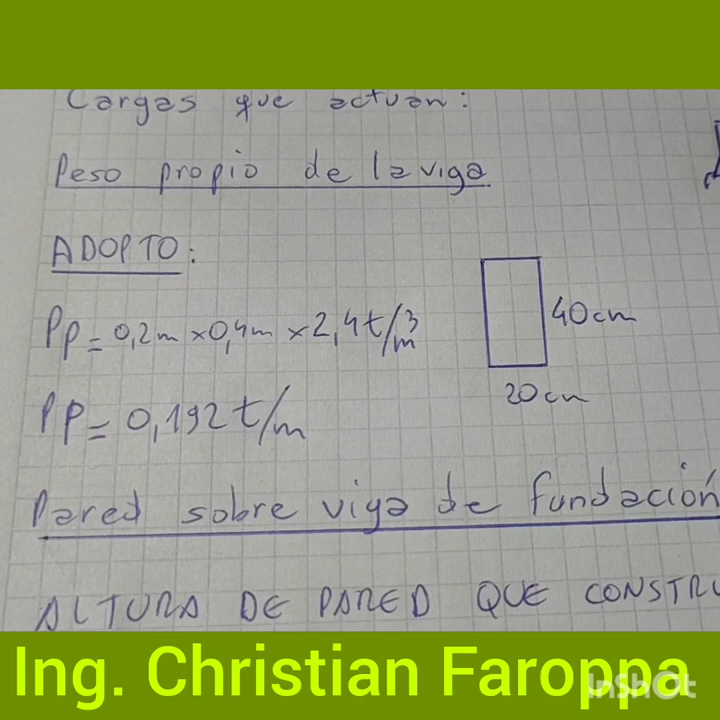 Cargas que actuan:
Peso propio de la viga
ADOPTO:
Pp = 0,2m x 0,4m x 2,4t/m3
40cm
20cm
PP = 0,192 t/m
Pared sobre viga de fundación
ALTURA DE PARED QUE CONSTRU
Ing. Christian Faroppa
InShot